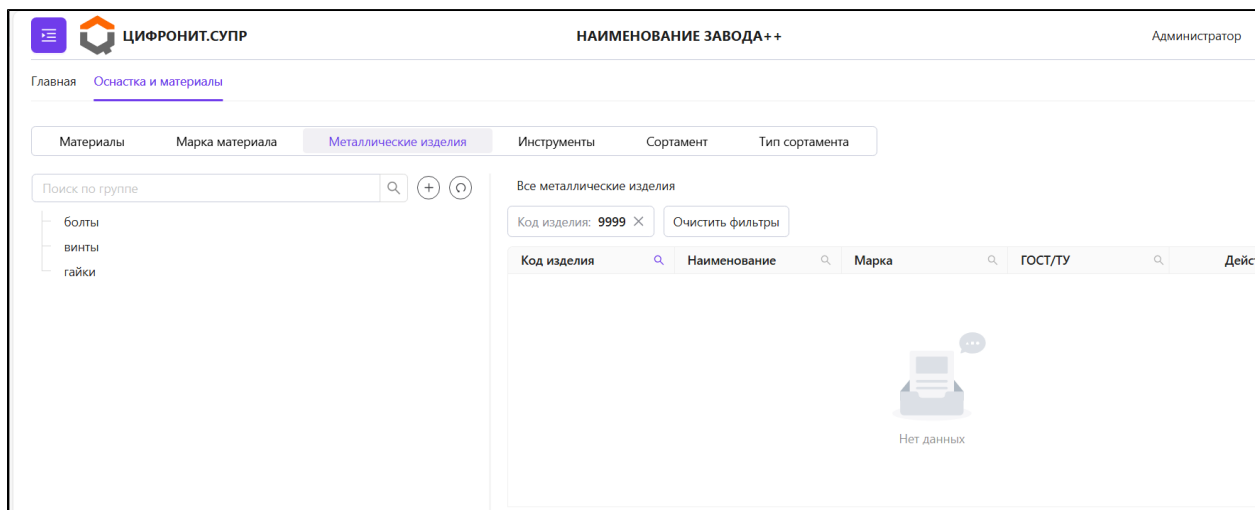 ЦИФРОНИТ.СУПР НАИМЕНОВАНИЕ ЗАВОДА++ Администратор
Главная Оснастка и материалы
Материалы Марка материала Металлические изделия Инструменты Сортамент Тип сортамента
Поиск по группе
болты
винты
гайки
Все металлические изделия
Код изделия: 9999 Очистить фильтры
Код изделия Наименование Марка ГОСТ/ТУ Дейс
Нет данных